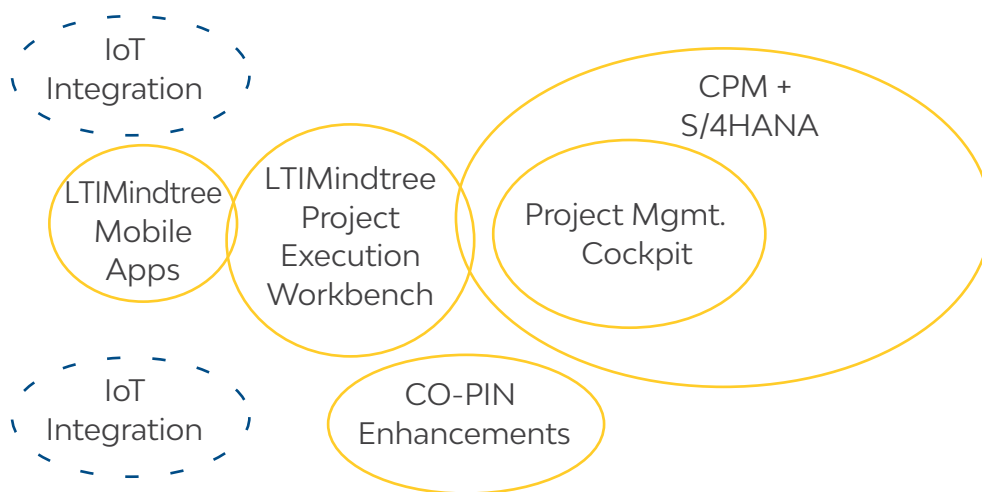 IoT
Integration
CPM +
S/4HANA
LTIMindtree
Mobile
Apps
LTIMindtree
Project
Execution
Workbench
Project Mgmt.
Cockpit
IoT
Integration
CO-PIN
Enhancements